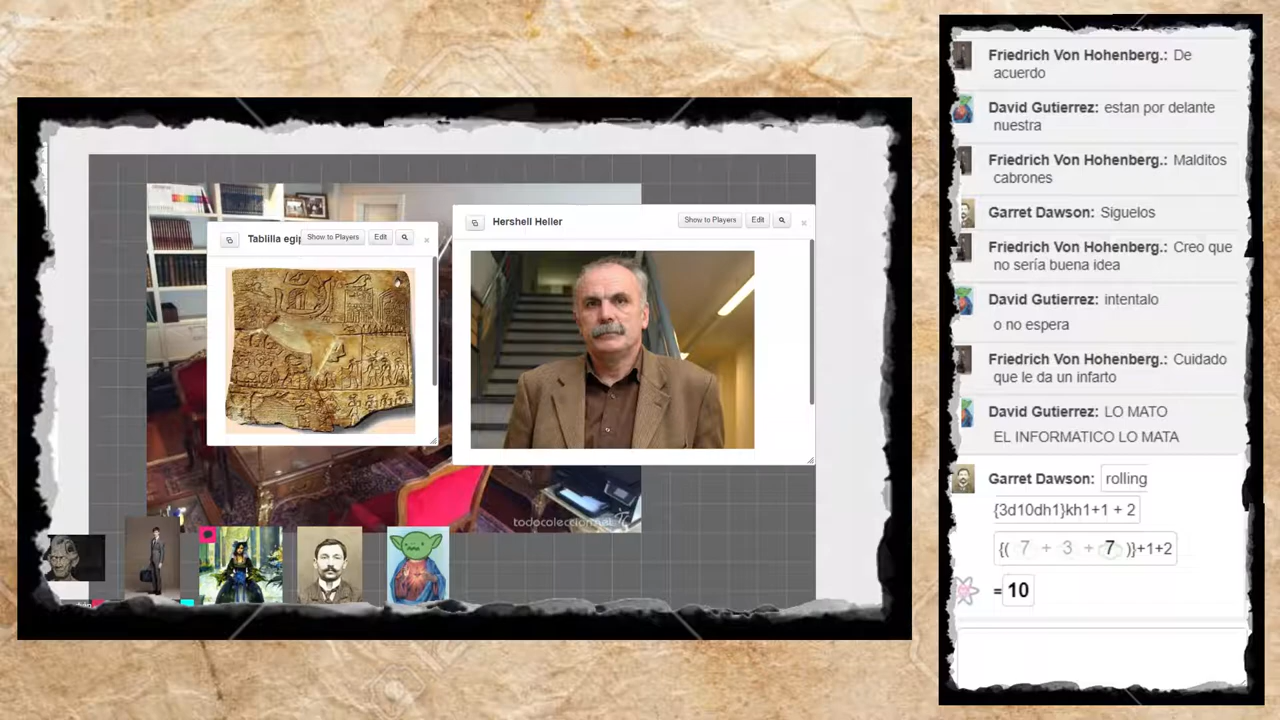 Tablilla egip
Show to Players
Edit
Hershell Heller
Show to Players
Edit
todocoleccion.net
Friedrich Von Hohenberg.: De
acuerdo
David Gutierrez: estan por delante
nuestra
Friedrich Von Hohenberg.: Malditos
cabrones
Garret Dawson: Siguelos
Friedrich Von Hohenberg.: Creo que
no sería buena idea
David Gutierrez: intentalo
o no espera
Friedrich Von Hohenberg.: Cuidado
que le da un infarto
David Gutierrez: LO MATO
EL INFORMATICO LO MATA
Garret Dawson: rolling
{3d10dh1}kh1+1 + 2
{( 7 + 3 + 7 )}+1+2
= 10